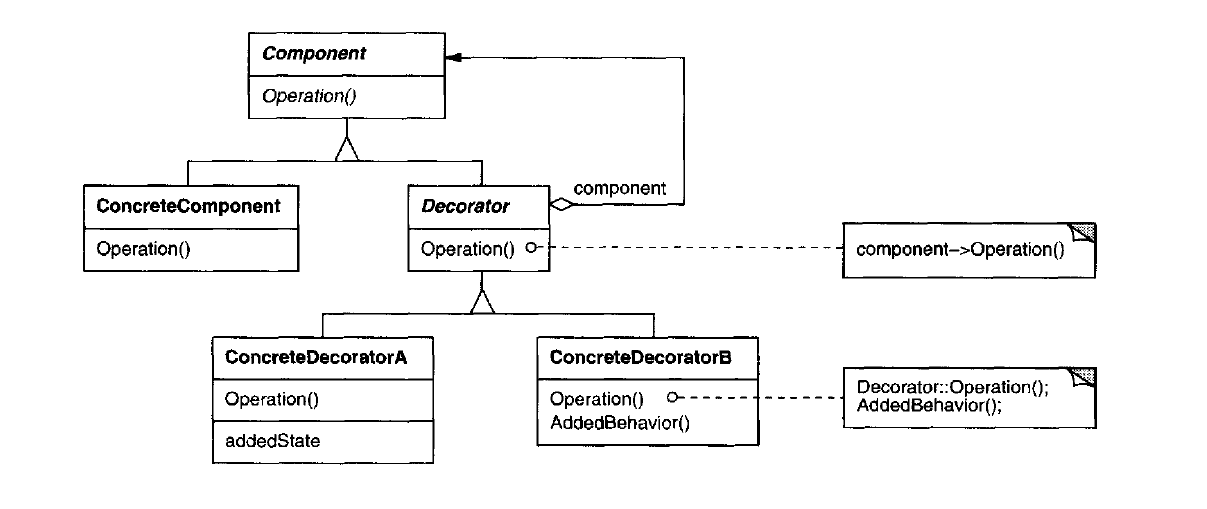 Component
Operation()
component
ConcreteComponent
Operation()
Decorator
Operation()
component–>Operation()
ConcreteDecoratorA
Operation()
addedState
ConcreteDecoratorB
Operation()
AddedBehavior()
Decorator::Operation();
AddedBehavior();